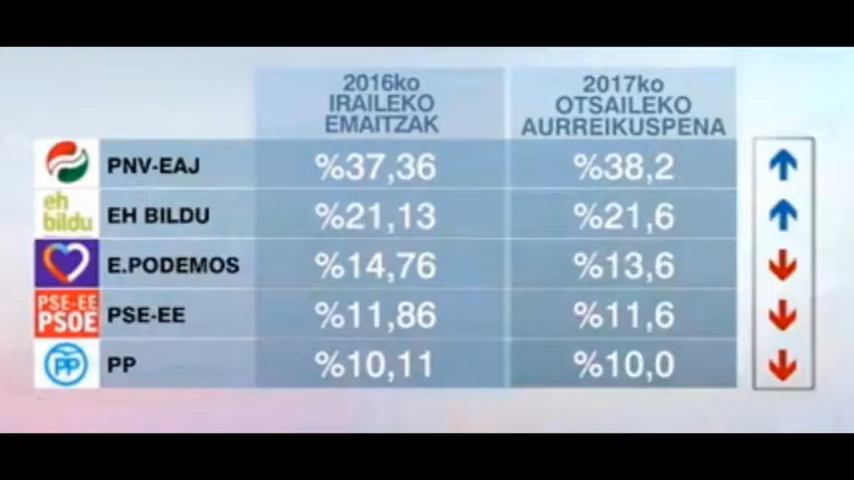 2016ko
IRAILEKO
EMAITZAK
2017ko
OTSAILEKO
AURREIKUSPENA
PNV-EAJ %37,36 %38,2
eh
bildu
EH BILDU %21,13 %21,6
E.PODEMOS %14,76 %13,6
PSE-EE
PSOE
PSE-EE %11,86 %11,6
PP
PP %10,11 %10,0